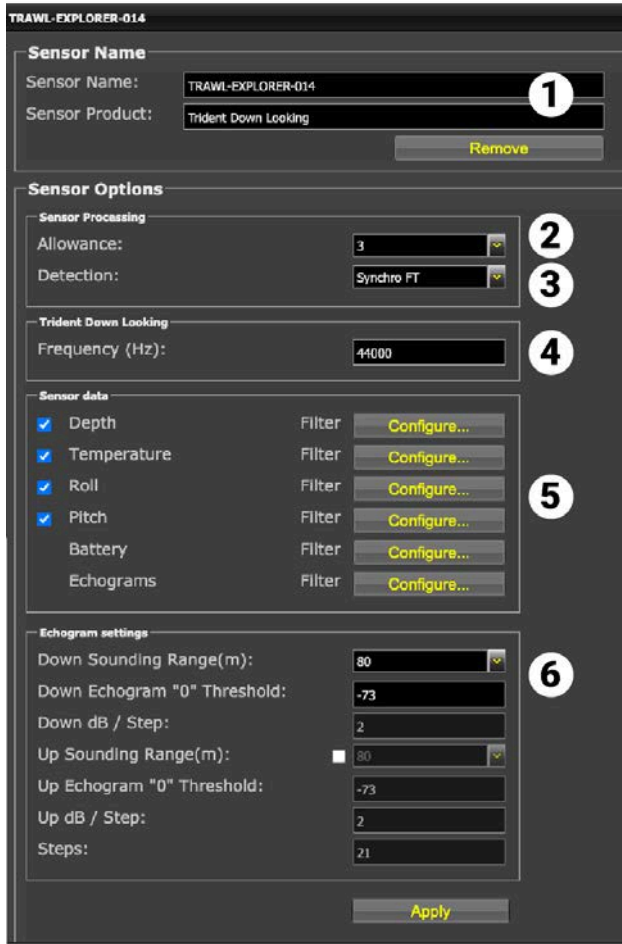 TRAWL-EXPLORER-014
Sensor Name
Sensor Name: TRAWL-EXPLORER-014 1
Sensor Product: Trident Down Looking
Remove
Sensor Options
Sensor Processing
Allowance: 3 2
Detection: Synchro FT 3
Trident Down Looking
Frequency (Hz): 44000 4
Sensor data
Depth Filter Configure...
Temperature Filter Configure...
Roll Filter Configure...
Pitch Filter Configure... 5
Battery Filter Configure...
Echograms Filter Configure...
Echogram settings
Down Sounding Range(m): 80 6
Down Echogram "0" Threshold: -73
Down dB / Step: 2
Up Sounding Range(m): 80
Up Echogram "0" Threshold: -73
Up dB / Step: 2
Steps: 21
Apply